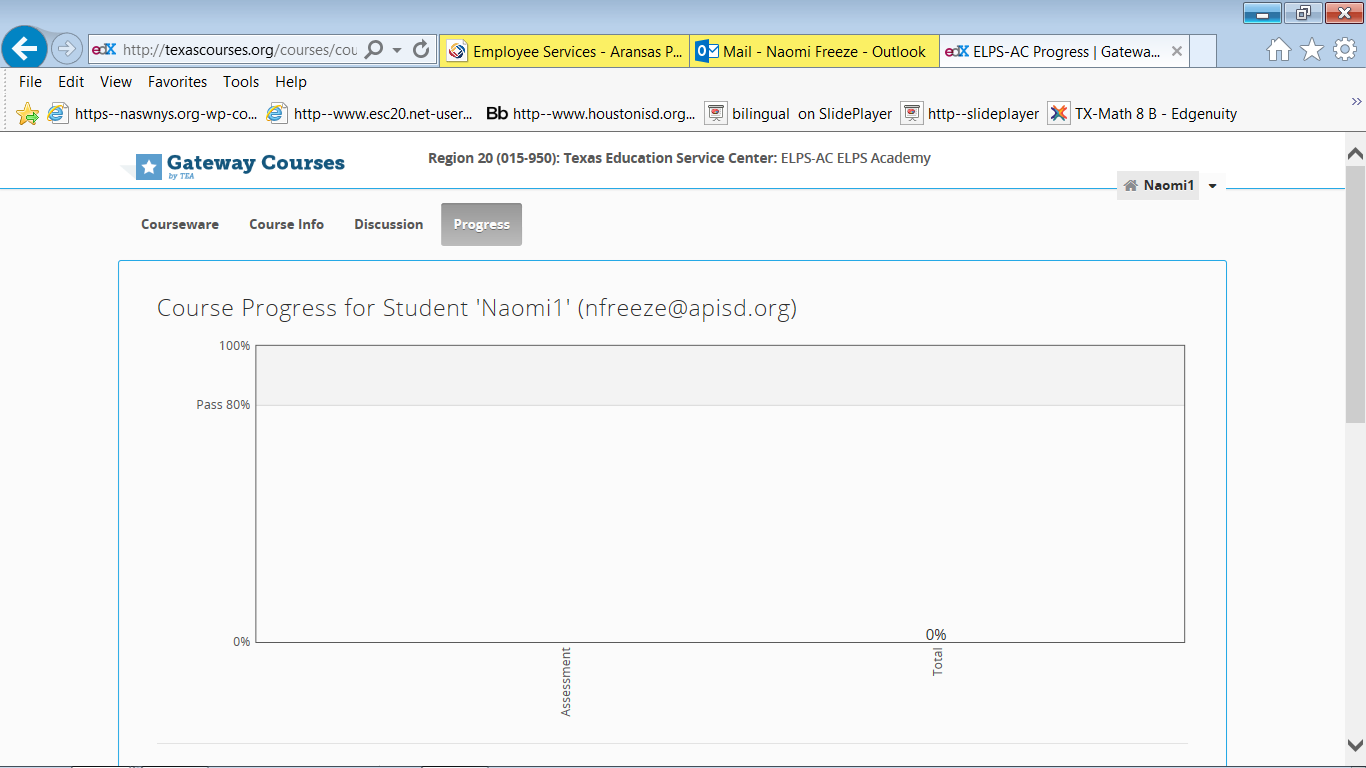 edX http://texascourses.org/courses/cou
Employee Services - Aransas P...
Mail - Naomi Freeze - Outlook
edX ELPS-AC Progress | Gatewa...
File Edit View Favorites Tools Help
https--naswnys.org-wp-co... http--www.esc20.net-user... Bb http--www.houstonisd.org... bilingual on SlidePlayer http--slideplayer TX-Math 8 B - Edgenuity
Gateway Courses
by TEA
Region 20 (015-950): Texas Education Service Center: ELPS-AC ELPS Academy
Naomi1
Courseware Course Info Discussion Progress
Course Progress for Student 'Naomi1' (nfreeze@apisd.org)
100%
Pass 80%
0%
0%
Assessment
Total